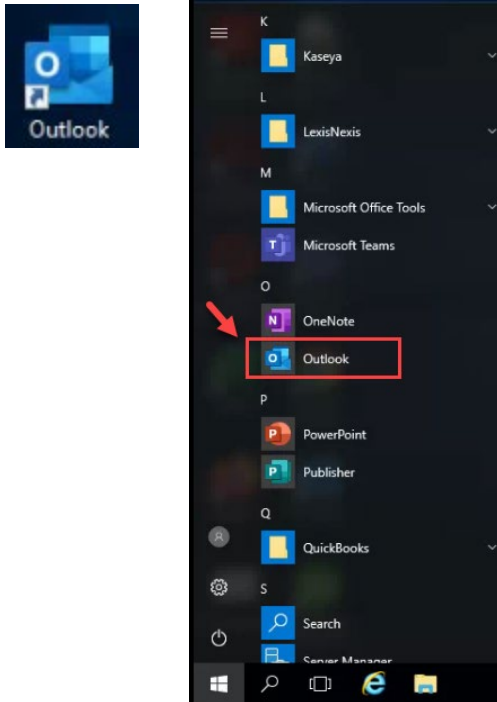 Outlook
K
Kaseya
L
LexisNexis
M
Microsoft Office Tools
Microsoft Teams
O
OneNote
Outlook
P
PowerPoint
Publisher
Q
QuickBooks
S
Search
Server Manager